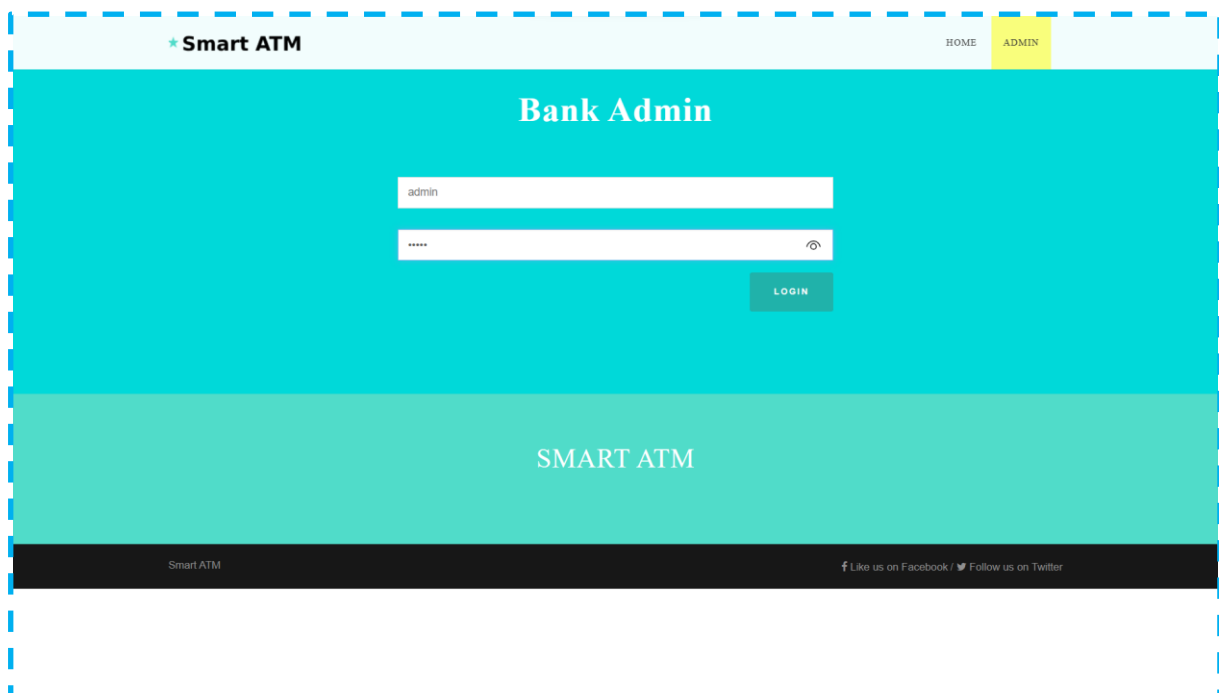 Smart ATM
HOME ADMIN
Bank Admin
admin
•••••
LOGIN
SMART ATM
Smart ATM
Like us on Facebook / Follow us on Twitter